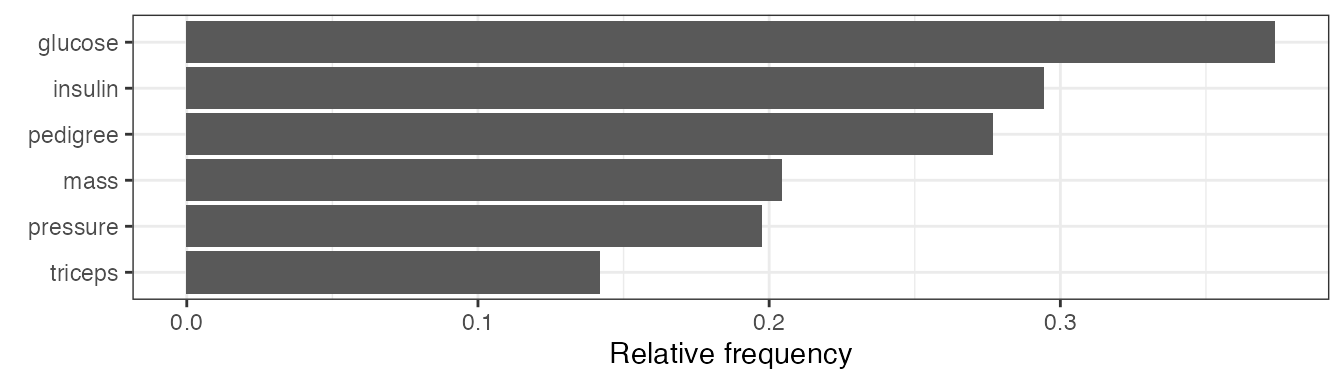 glucose
insulin
pedigree
mass
pressure
triceps
0.0 0.1 0.2 0.3
Relative frequency